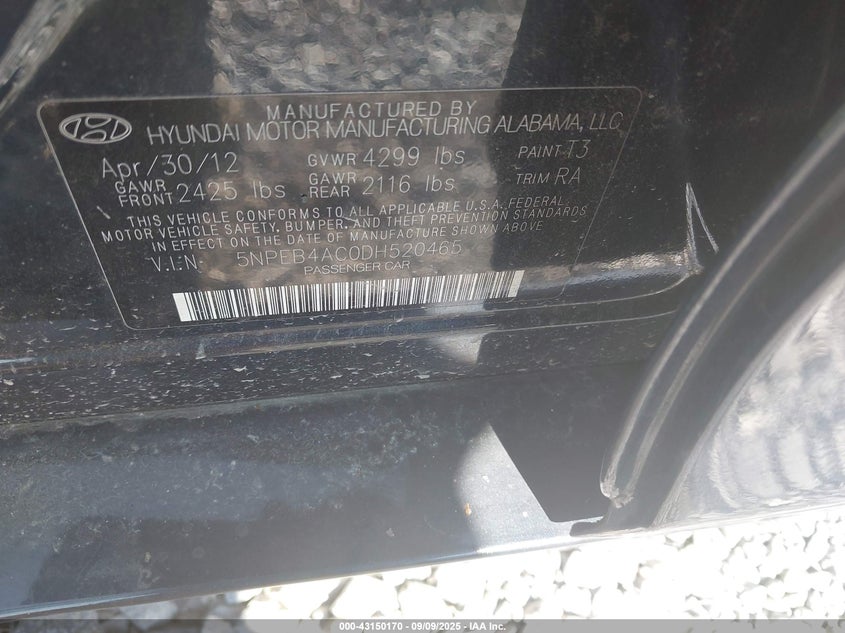 MANUFACTURED BY
HYUNDAI MOTOR MANUFACTURING ALABAMA, LLC
Apr/30/12 GVWR 4299 lbs PAINT T3
GAWR FRONT 2425 lbs GAWR REAR 2116 lbs TRIM RA
THIS VEHICLE CONFORMS TO ALL APPLICABLE U.S.A. FEDERAL
MOTOR VEHICLE SAFETY, BUMPER, AND THEFT PREVENTION STANDARDS
IN EFFECT ON THE DATE OF MANUFACTURE SHOWN ABOVE
V.I.N: 5NPEB4AC0DH520465
PASSENGER CAR
000-43150170 - 09/09/2025 - IAA Inc.